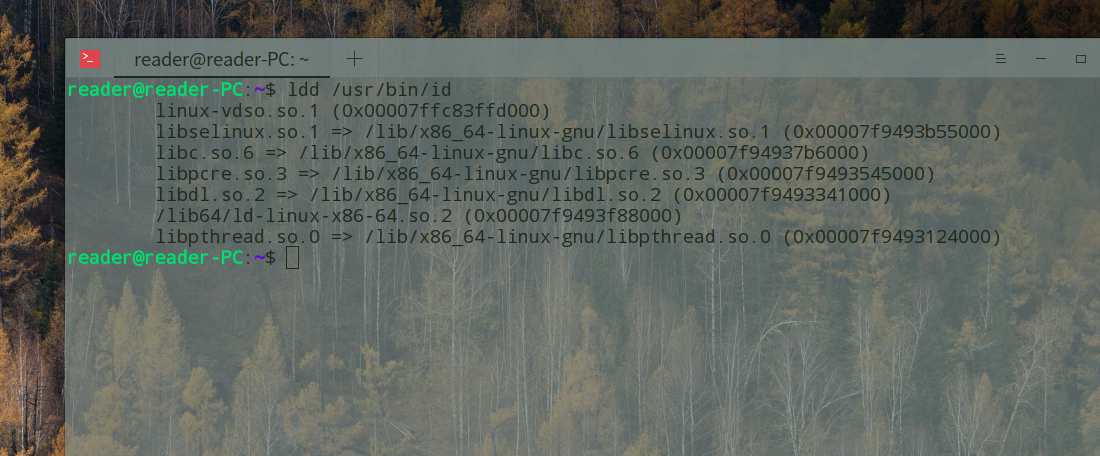 reader@reader-PC: ~
reader@reader-PC:~$ ldd /usr/bin/id
linux-vdso.so.1 (0x00007ffc83ffd000)
libselinux.so.1 => /lib/x86_64-linux-gnu/libselinux.so.1 (0x00007f9493b55000)
libc.so.6 => /lib/x86_64-linux-gnu/libc.so.6 (0x00007f94937b6000)
libpcre.so.3 => /lib/x86_64-linux-gnu/libpcre.so.3 (0x00007f9493545000)
libdl.so.2 => /lib/x86_64-linux-gnu/libdl.so.2 (0x00007f9493341000)
/lib64/ld-linux-x86-64.so.2 (0x00007f9493f88000)
libpthread.so.0 => /lib/x86_64-linux-gnu/libpthread.so.0 (0x00007f9493124000)
reader@reader-PC:~$